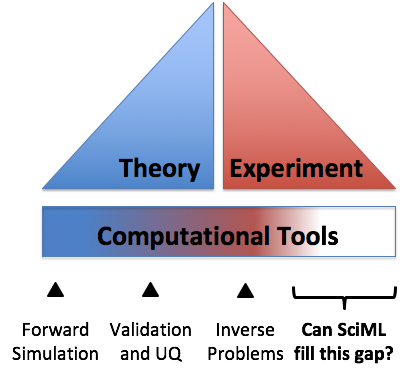 Theory
Experiment
Computational Tools
Forward
Simulation
Validation
and UQ
Inverse
Problems
Can SciML
fill this gap?